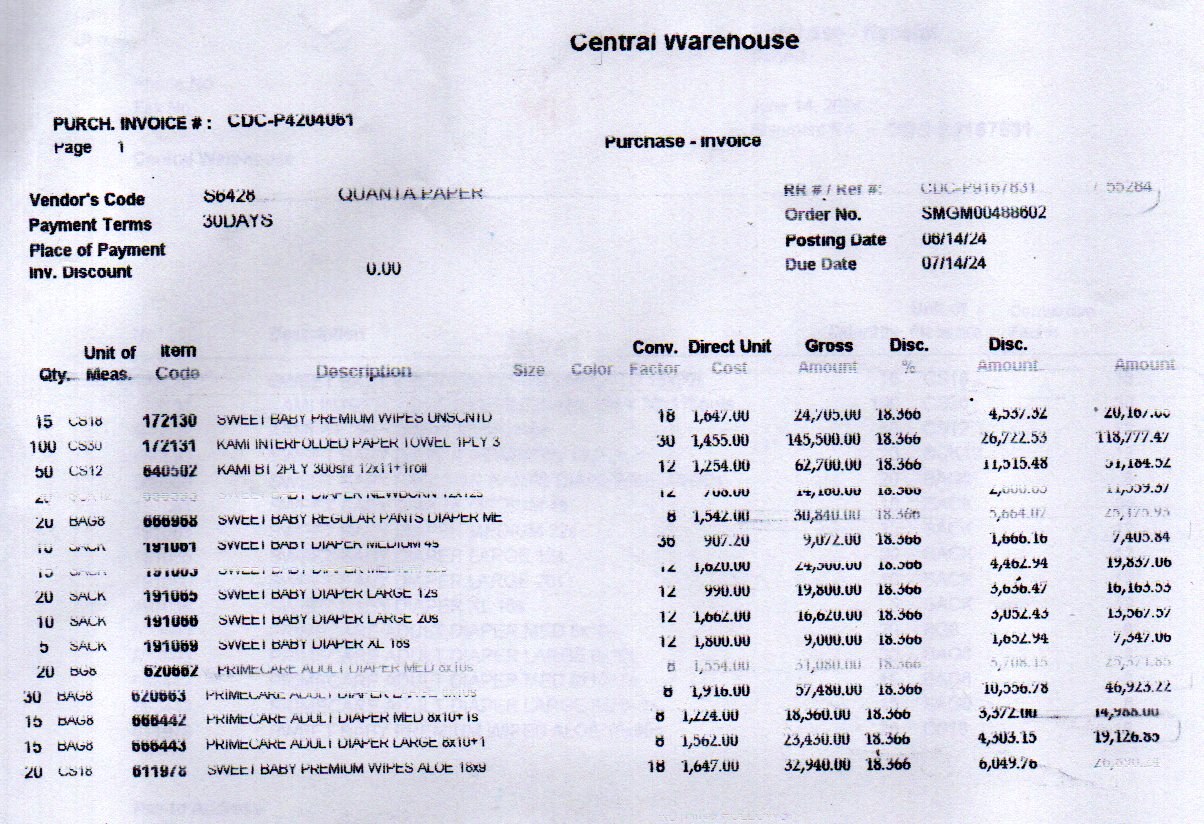 Central Warehouse
PURCH. INVOICE # : CDC-P4204061
Page 1
Purchase - Invoice
Vendor's Code S6428 QUANTA PAPER
Payment Terms 30DAYS
Place of Payment
Inv. Discount 0.00
RR # / Ref #: CDC-P9167831 / 55284
Order No. SMGM00488602
Posting Date 06/14/24
Due Date 07/14/24
Qty. Unit of Meas. Item Code Description Size Color Conv. Factor Direct Unit Cost Gross Amount Disc. % Disc. Amount Amount
15 CS18 172130 SWEET BABY PREMIUM WIPES UNSCNTD 18 1,647.00 24,705.00 18.366 4,537.32 20,167.68
100 CS30 172131 KAMI INTERFOLDED PAPER TOWEL 1PLY 3 30 1,455.00 145,500.00 18.366 26,722.53 118,777.47
50 CS12 640502 KAMI BT 2PLY 300sht 12x11+1roll 12 1,254.00 62,700.00 18.366 11,515.48 51,184.52
20 SWEET BABY DIAPER NEWBORN 12x12s 12 708.00 14,160.00 18.366 2,600.63 11,559.37
20 BAG8 666968 SWEET BABY REGULAR PANTS DIAPER ME 8 1,542.00 30,840.00 18.366 5,664.07 25,175.93
10 SACK 191061 SWEET BABY DIAPER MEDIUM 4s 36 907.20 9,072.00 18.366 1,666.16 7,405.84
15 SACK 191063 SWEET BABY DIAPER MEDIUM 12 1,620.00 24,300.00 18.366 4,462.94 19,837.06
20 SACK 191065 SWEET BABY DIAPER LARGE 12s 12 990.00 19,800.00 18.366 3,636.47 16,163.53
10 SACK 191066 SWEET BABY DIAPER LARGE 20s 12 1,662.00 16,620.00 18.366 3,052.43 13,567.57
5 SACK 191069 SWEET BABY DIAPER XL 18s 12 1,800.00 9,000.00 18.366 1,652.94 7,347.06
20 BG8 620662 PRIMECARE ADULT DIAPER MED 8x10s 8 1,554.00 31,080.00 18.366 5,708.15 25,371.85
30 BAG8 620663 PRIMECARE ADULT DIAPER LARGE 8x10s 8 1,916.00 57,480.00 18.366 10,556.78 46,923.22
15 BAG8 666442 PRIMECARE ADULT DIAPER MED 8x10+1s 8 1,224.00 18,360.00 18.366 3,372.00 14,988.00
15 BAG8 666443 PRIMECARE ADULT DIAPER LARGE 8x10+1 8 1,562.00 23,430.00 18.366 4,303.15 19,126.85
20 CS18 611978 SWEET BABY PREMIUM WIPES ALOE 18x9 18 1,647.00 32,940.00 18.366 6,049.76 26,890.24